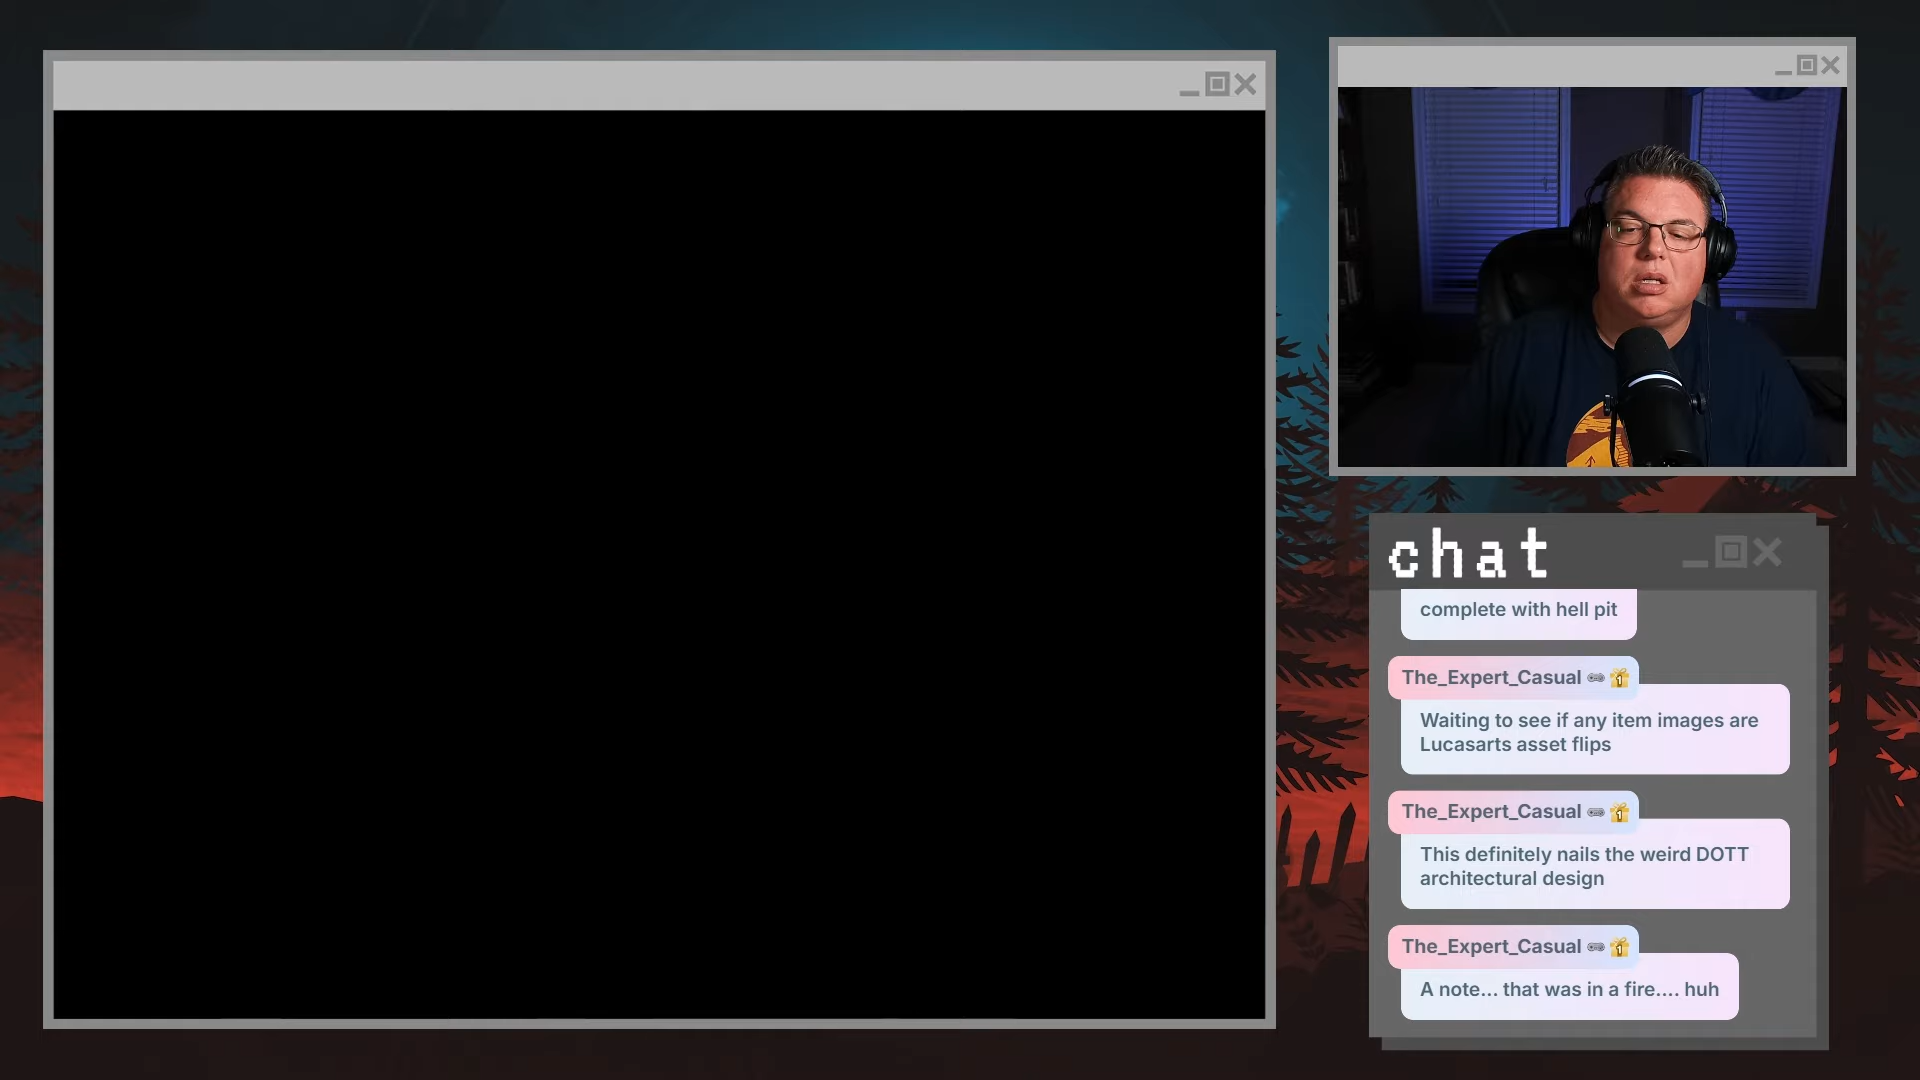 chat
complete with hell pit
The_Expert_Casual
Waiting to see if any item images are
Lucasarts asset flips
The_Expert_Casual
This definitely nails the weird DOTT
architectural design
The_Expert_Casual
A note... that was in a fire.... huh